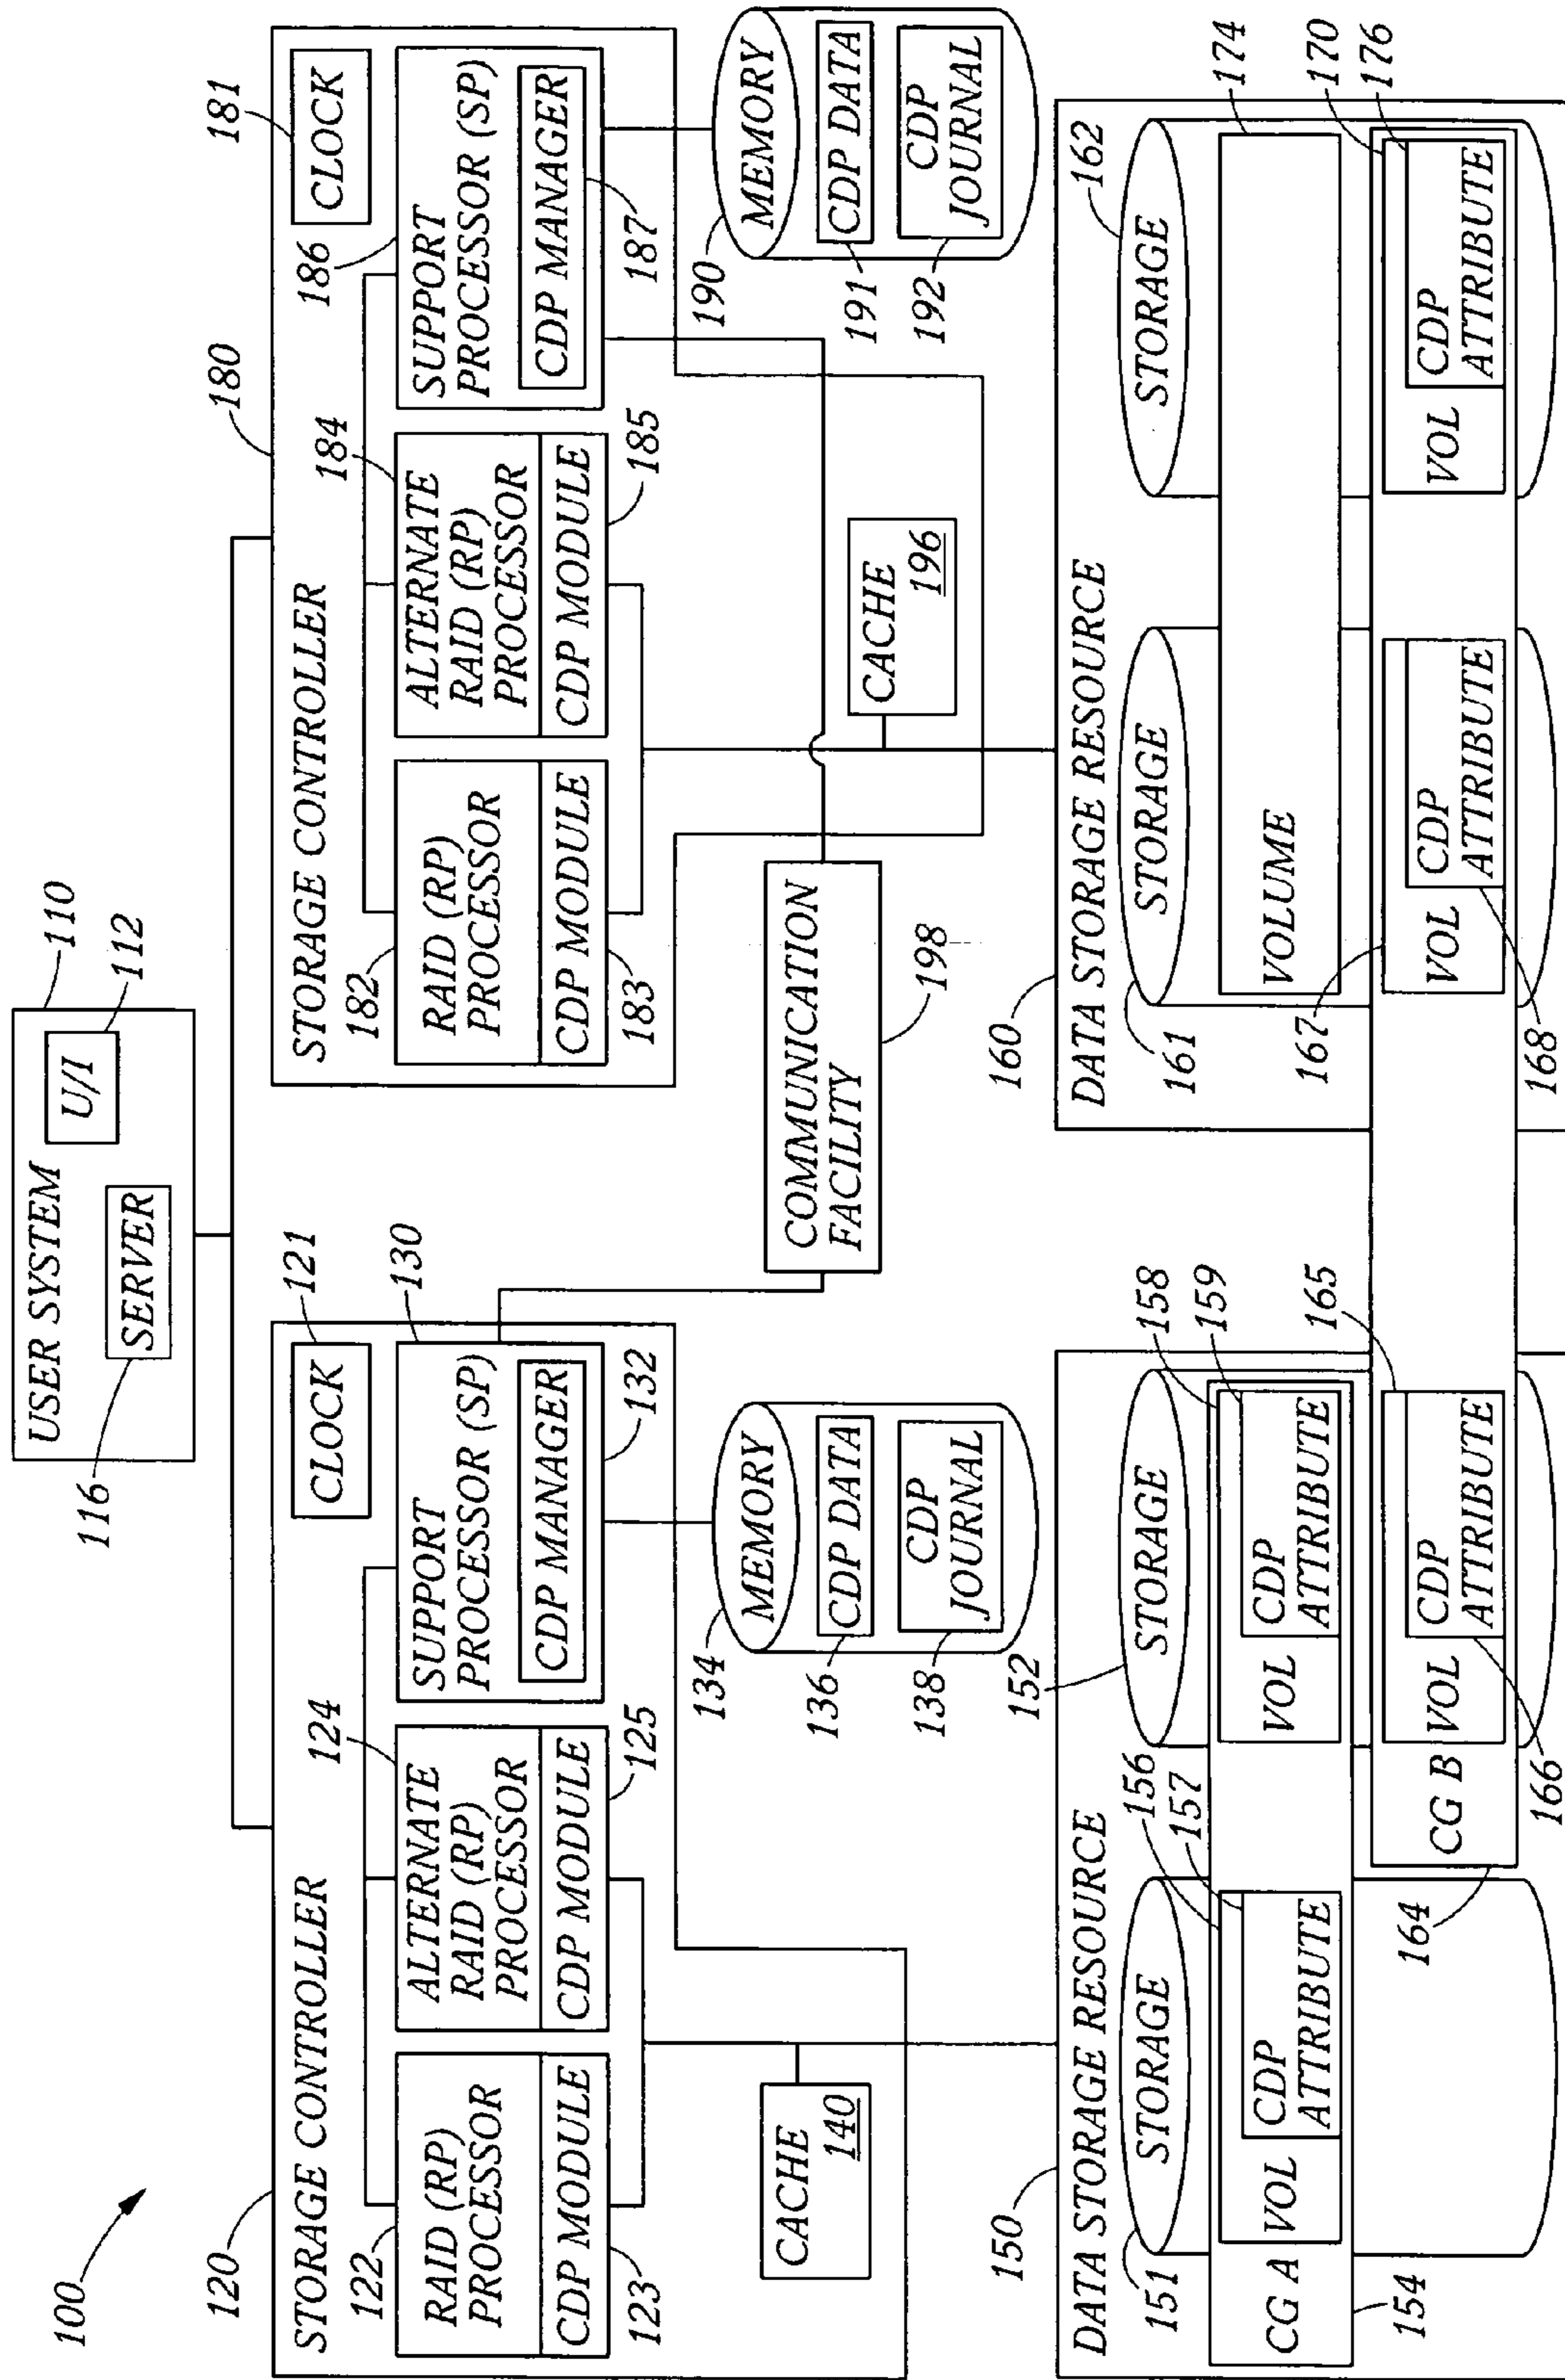 100
USER SYSTEM
110
U/I
112
SERVER
116
120
STORAGE CONTROLLER
CLOCK
121
122
RAID (RP)
PROCESSOR
CDP MODULE
123
124
ALTERNATE
RAID (RP)
PROCESSOR
CDP MODULE
125
130
SUPPORT
PROCESSOR (SP)
CDP MANAGER
132
MEMORY
134
CDP DATA
136
CDP
JOURNAL
138
CACHE
140
180
STORAGE CONTROLLER
CLOCK
181
182
RAID (RP)
PROCESSOR
CDP MODULE
183
184
ALTERNATE
RAID (RP)
PROCESSOR
CDP MODULE
185
186
SUPPORT
PROCESSOR (SP)
CDP MANAGER
187
MEMORY
190
CDP DATA
191
CDP
JOURNAL
192
CACHE
196
COMMUNICATION
FACILITY
198
150
DATA STORAGE RESOURCE
151
STORAGE
152
STORAGE
CG A
154
VOL
156
157
CDP
ATTRIBUTE
VOL
158
159
CDP
ATTRIBUTE
CG B
164
VOL
165
CDP
ATTRIBUTE
166
160
DATA STORAGE RESOURCE
161
STORAGE
162
STORAGE
VOLUME
174
167
VOL
CDP
ATTRIBUTE
168
170
VOL
CDP
ATTRIBUTE
176